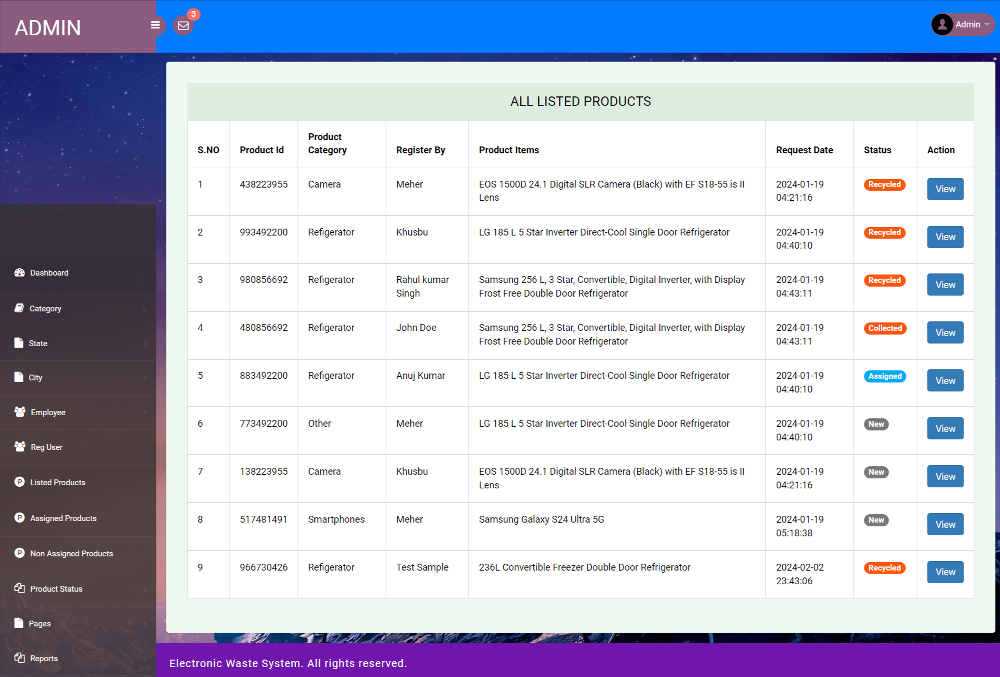 ADMIN
3
Admin
Dashboard
Category
State
City
Employee
Reg User
Listed Products
Assigned Products
Non Assigned Products
Product Status
Pages
Reports
ALL LISTED PRODUCTS
S.NO Product Id Product Category Register By Product Items Request Date Status Action
1 438223955 Camera Meher EOS 1500D 24.1 Digital SLR Camera (Black) with EF S18-55 is II 2024-01-19 Recycled View
Lens 04:21:16
2 993492200 Refigerator Khusbu LG 185 L 5 Star Inverter Direct-Cool Single Door Refrigerator 2024-01-19 Recycled View
04:40:10
3 980856692 Refigerator Rahul kumar Samsung 256 L, 3 Star, Convertible, Digital Inverter, with Display 2024-01-19 Recycled View
Singh Frost Free Double Door Refrigerator 04:43:11
4 480856692 Refigerator John Doe Samsung 256 L, 3 Star, Convertible, Digital Inverter, with Display 2024-01-19 Collected View
Frost Free Double Door Refrigerator 04:43:11
5 883492200 Refigerator Anuj Kumar LG 185 L 5 Star Inverter Direct-Cool Single Door Refrigerator 2024-01-19 Assigned View
04:40:10
6 773492200 Other Meher LG 185 L 5 Star Inverter Direct-Cool Single Door Refrigerator 2024-01-19 New View
04:40:10
7 138223955 Camera Khusbu EOS 1500D 24.1 Digital SLR Camera (Black) with EF S18-55 is II 2024-01-19 New View
Lens 04:21:16
8 517481491 Smartphones Meher Samsung Galaxy S24 Ultra 5G 2024-01-19 New View
05:18:38
9 966730426 Refigerator Test Sample 236L Convertible Freezer Double Door Refrigerator 2024-02-02 Recycled View
23:43:06
Electronic Waste System. All rights reserved.